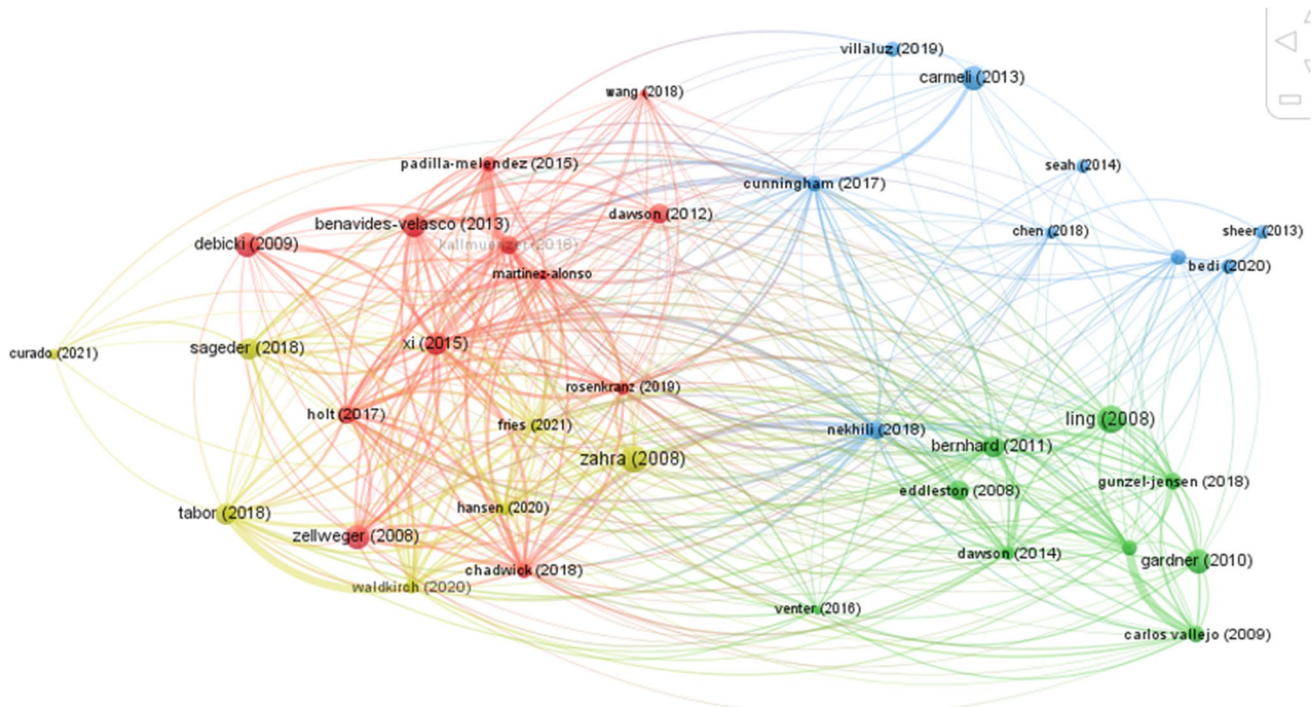 villaluz (2019)
carmeli (2013)
wang (2018)
padilla-melendez (2015)
seah (2014)
cunningham (2017)
benavides-velasco (2013)
dawson (2012)
debicki (2009)
kallmuenzer (2018)
chen (2018)
sheer (2013)
martinez-alonso
bedi (2020)
curado (2021)
sageder (2018)
xi (2015)
rosenkranz (2019)
holt (2017)
fries (2021)
nekhili (2018)
ling (2008)
bernhard (2011)
zahra (2008)
eddleston (2008)
gunzel-jensen (2018)
tabor (2018)
hansen (2020)
zellweger (2008)
dawson (2014)
gardner (2010)
chadwick (2018)
waldkirch (2020)
venter (2016)
carlos vallejo (2009)